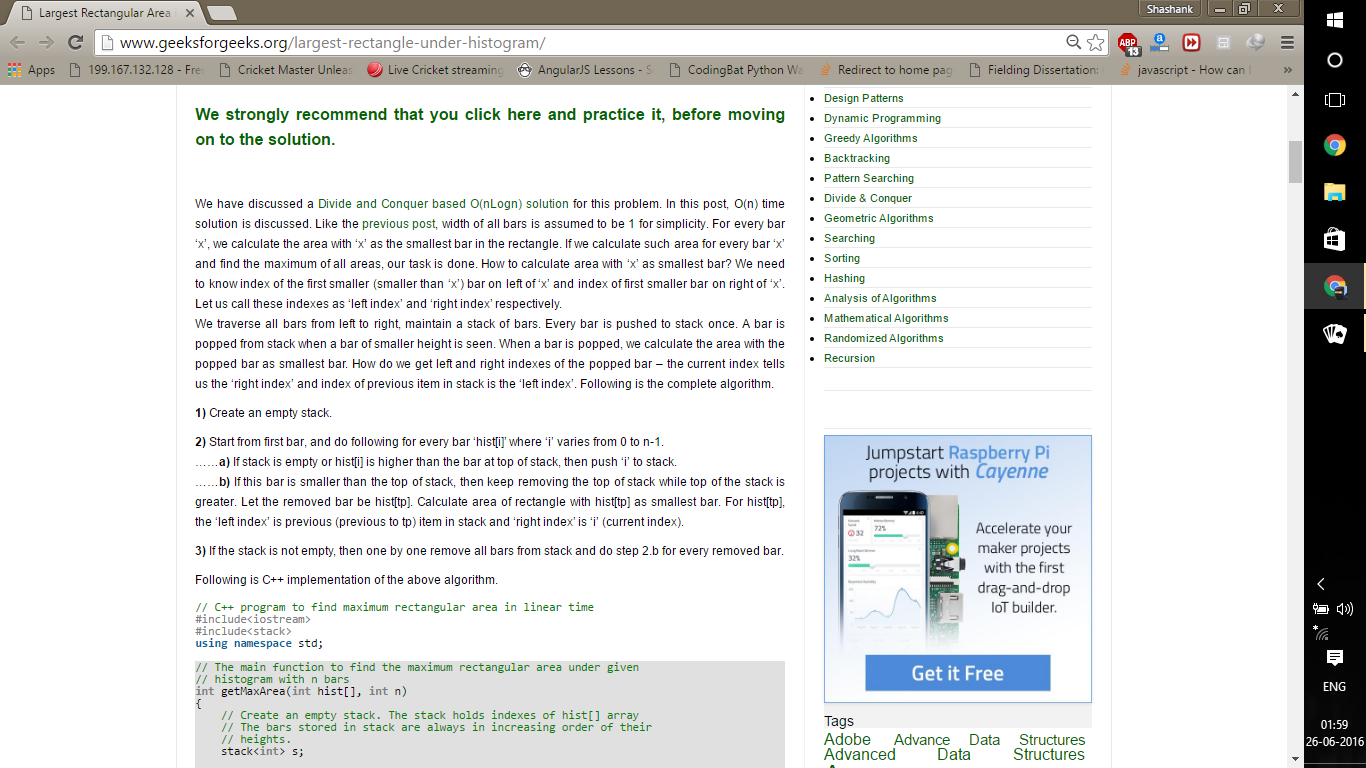 Largest Rectangular Area
Shashank
www.geeksforgeeks.org/largest-rectangle-under-histogram/
ABP
13
Apps
199.167.132.128 - Fre
Cricket Master Unleas
Live Cricket streaming
AngularJS Lessons - S
CodingBat Python Wa
Redirect to home pag
Fielding Dissertation:
javascript - How can I
»
We strongly recommend that you click here and practice it, before moving
on to the solution.
We have discussed a Divide and Conquer based O(nLogn) solution for this problem. In this post, O(n) time
solution is discussed. Like the previous post, width of all bars is assumed to be 1 for simplicity. For every bar
‘x’, we calculate the area with ‘x’ as the smallest bar in the rectangle. If we calculate such area for every bar ‘x’
and find the maximum of all areas, our task is done. How to calculate area with ‘x’ as smallest bar? We need
to know index of the first smaller (smaller than ‘x’) bar on left of ‘x’ and index of first smaller bar on right of ‘x’.
Let us call these indexes as ‘left index’ and ‘right index’ respectively.
We traverse all bars from left to right, maintain a stack of bars. Every bar is pushed to stack once. A bar is
popped from stack when a bar of smaller height is seen. When a bar is popped, we calculate the area with the
popped bar as smallest bar. How do we get left and right indexes of the popped bar – the current index tells
us the ‘right index’ and index of previous item in stack is the ‘left index’. Following is the complete algorithm.
1) Create an empty stack.
2) Start from first bar, and do following for every bar ‘hist[i]’ where ‘i’ varies from 0 to n-1.
……a) If stack is empty or hist[i] is higher than the bar at top of stack, then push ‘i’ to stack.
……b) If this bar is smaller than the top of stack, then keep removing the top of stack while top of the stack is
greater. Let the removed bar be hist[tp]. Calculate area of rectangle with hist[tp] as smallest bar. For hist[tp],
the ‘left index’ is previous (previous to tp) item in stack and ‘right index’ is ‘i’ (current index).
3) If the stack is not empty, then one by one remove all bars from stack and do step 2.b for every removed bar.
Following is C++ implementation of the above algorithm.
// C++ program to find maximum rectangular area in linear time
#include<iostream>
#include<stack>
using namespace std;
// The main function to find the maximum rectangular area under given
// histogram with n bars
int getMaxArea(int hist[], int n)
{
// Create an empty stack. The stack holds indexes of hist[] array
// The bars stored in stack are always in increasing order of their
// heights.
stack<int> s;
Design Patterns
Dynamic Programming
Greedy Algorithms
Backtracking
Pattern Searching
Divide & Conquer
Geometric Algorithms
Searching
Sorting
Hashing
Analysis of Algorithms
Mathematical Algorithms
Randomized Algorithms
Recursion
Jumpstart Raspberry Pi
projects with Cayenne
32
72%
32%
Accelerate your
maker projects
with the first
drag-and-drop
IoT builder.
Get it Free
Tags
Adobe Advance Data Structures
Advanced Data Structures
ENG
01:59
26-06-2016